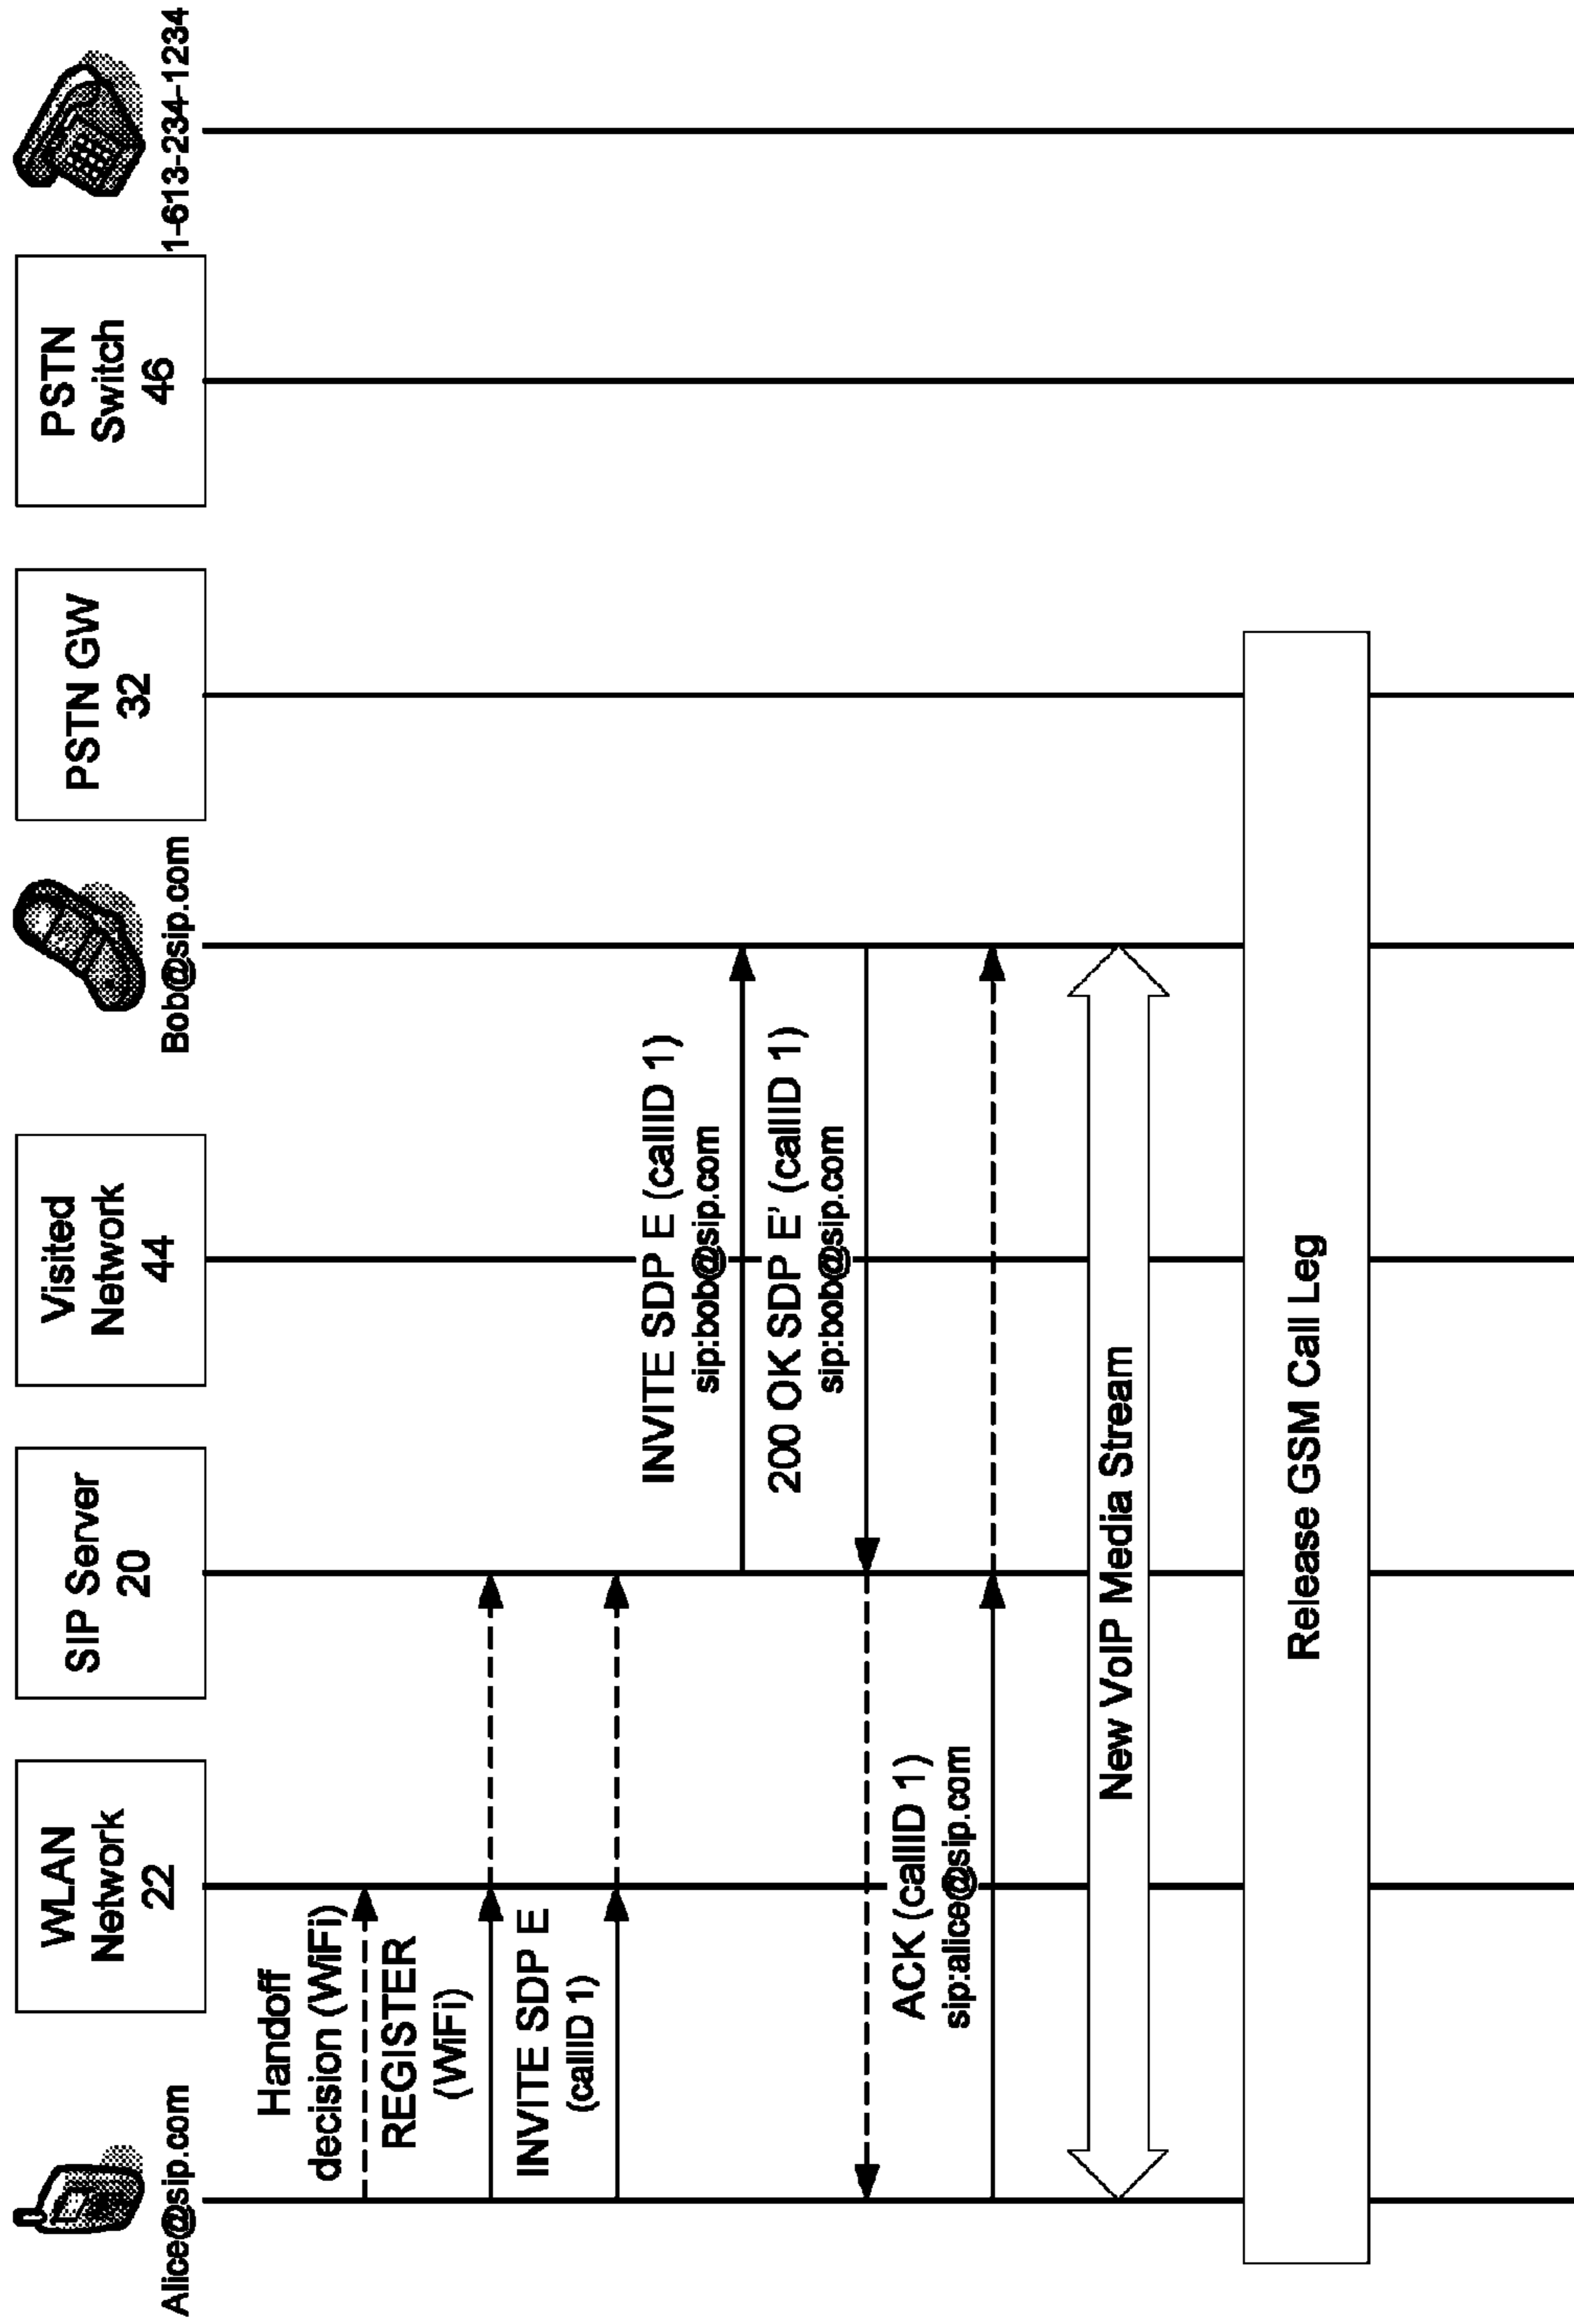 Alice@sip.com
WLAN
Network
22
SIP Server
20
Visited
Network
44
Bob@sip.com
PSTN GW
32
PSTN
Switch
46
1-613-234-1234
Handoff
decision (WiFi)
REGISTER
(WiFi)
INVITE SDP E
(callID 1)
INVITE SDP E (callID 1)
sip:bob@sip.com
200 OK SDP E' (callID 1)
sip:bob@sip.com
ACK (callID 1)
sip:alice@sip.com
New VoIP Media Stream
Release GSM Call Leg